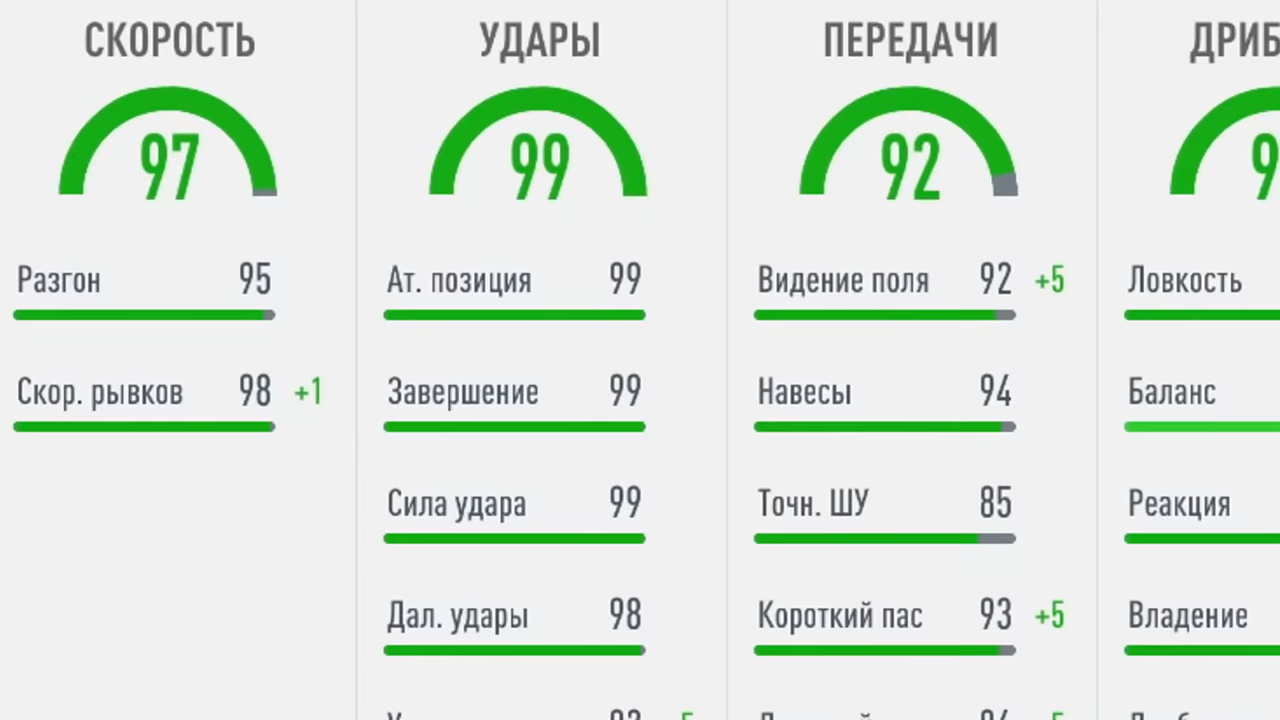 СКОРОСТЬ
97
Разгон 95
Скор. рывков 98 +1
УДАРЫ
99
Ат. позиция 99
Завершение 99
Сила удара 99
Дал. удары 98
ПЕРЕДАЧИ
92
Видение поля 92 +5
Навесы 94
Точн. ШУ 85
Короткий пас 93 +5
ДРИБ
9
Ловкость
Баланс
Реакция
Владение